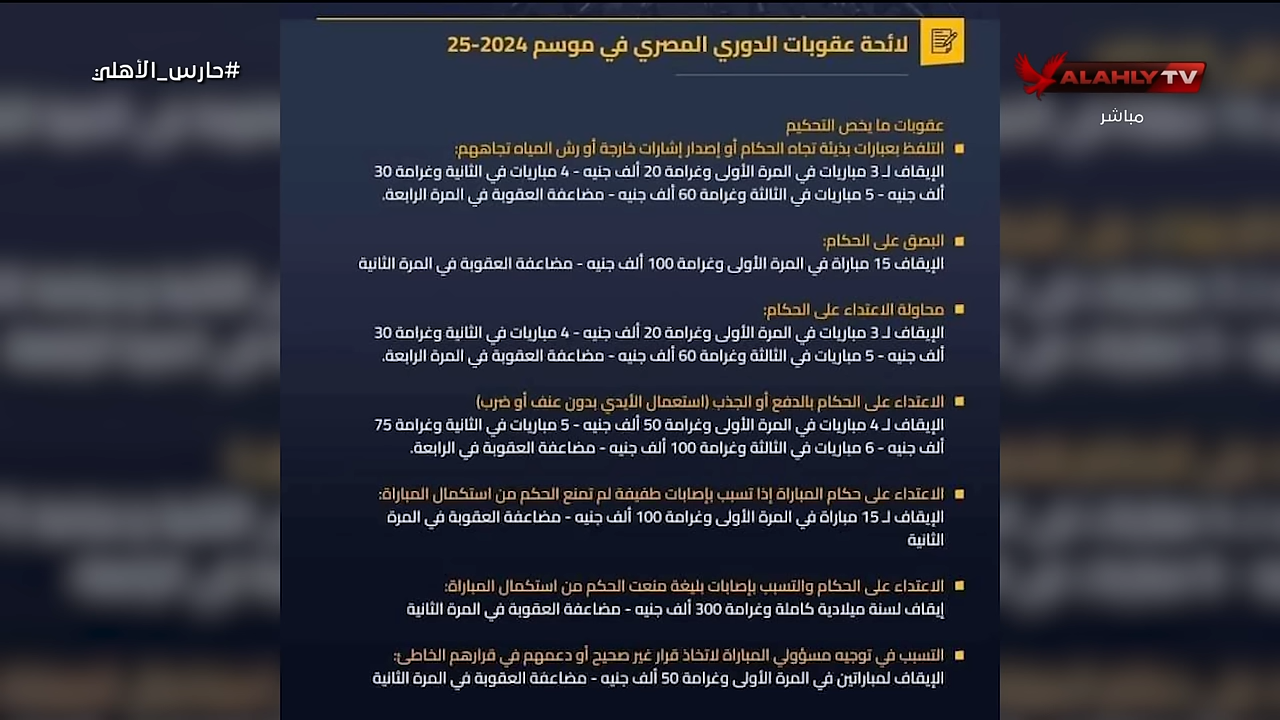 لائحة عقوبات الدوري المصري في موسم 2024-25
#حارس_الأهلي
ALAHLY TV
مباشر
عقوبات ما يخص التحكيم
التلفظ بعبارات بذيئة تجاه الحكام أو إصدار إشارات خارجة أو رش المياه تجاههم:
الإيقاف لـ 3 مباريات في المرة الأولى وغرامة 20 ألف جنيه - 4 مباريات في الثانية وغرامة 30
ألف جنيه - 5 مباريات في الثالثة وغرامة 60 ألف جنيه - مضاعفة العقوبة في المرة الرابعة.
البصق على الحكام:
الإيقاف 15 مباراة في المرة الأولى وغرامة 100 ألف جنيه - مضاعفة العقوبة في المرة الثانية
محاولة الاعتداء على الحكام:
الإيقاف لـ 3 مباريات في المرة الأولى وغرامة 20 ألف جنيه - 4 مباريات في الثانية وغرامة 30
ألف جنيه - 5 مباريات في الثالثة وغرامة 60 ألف جنيه - مضاعفة العقوبة في المرة الرابعة.
الاعتداء على الحكام بالدفع أو الجذب (استعمال الأيدي بدون عنف أو ضرب)
الإيقاف لـ 4 مباريات في المرة الأولى وغرامة 50 ألف جنيه - 5 مباريات في الثانية وغرامة 75
ألف جنيه - 6 مباريات في الثالثة وغرامة 100 ألف جنيه - مضاعفة العقوبة في الرابعة.
الاعتداء على حكام المباراة إذا تسبب بإصابات طفيفة لم تمنع الحكم من استكمال المباراة:
الإيقاف لـ 15 مباراة في المرة الأولى وغرامة 100 ألف جنيه - مضاعفة العقوبة في المرة
الثانية
الاعتداء على الحكام والتسبب بإصابات بليغة منعت الحكم من استكمال المباراة:
إيقاف لسنة ميلادية كاملة وغرامة 300 ألف جنيه - مضاعفة العقوبة في المرة الثانية
التسبب في توجيه مسؤولي المباراة لاتخاذ قرار غير صحيح أو دعمهم في قرارهم الخاطئ:
الإيقاف لمباراتين في المرة الأولى وغرامة 50 ألف جنيه - مضاعفة العقوبة في المرة الثانية